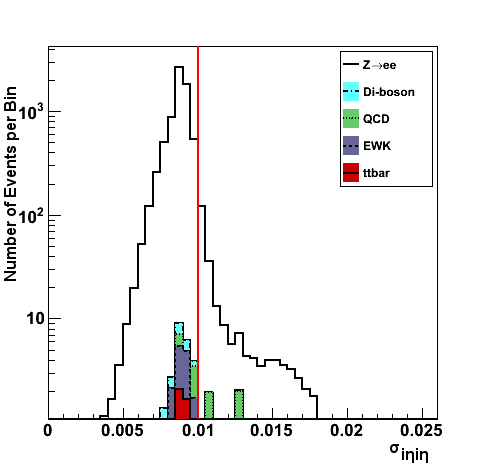 Number of Events per Bin
10³
10²
10
Z→ee
Di-boson
QCD
EWK
ttbar
0 0.005 0.01 0.015 0.02 0.025
σiηiη